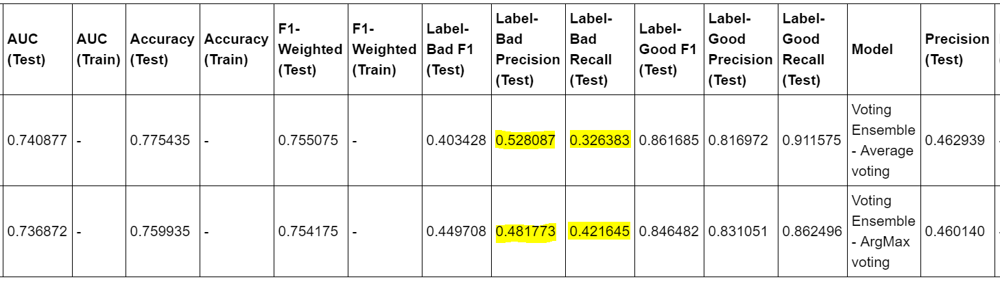 AUC (Test) | AUC (Train) | Accuracy (Test) | Accuracy (Train) | F1-Weighted (Test) | F1-Weighted (Train) | Label-Bad F1 (Test) | Label-Bad Precision (Test) | Label-Bad Recall (Test) | Label-Good F1 (Test) | Label-Good Precision (Test) | Label-Good Recall (Test) | Model | Precision (Test)
0.740877 | - | 0.775435 | - | 0.755075 | - | 0.403428 | 0.528087 | 0.326383 | 0.861685 | 0.816972 | 0.911575 | Voting Ensemble - Average voting | 0.462939
0.736872 | - | 0.759935 | - | 0.754175 | - | 0.449708 | 0.481773 | 0.421645 | 0.846482 | 0.831051 | 0.862496 | Voting Ensemble - ArgMax voting | 0.460140